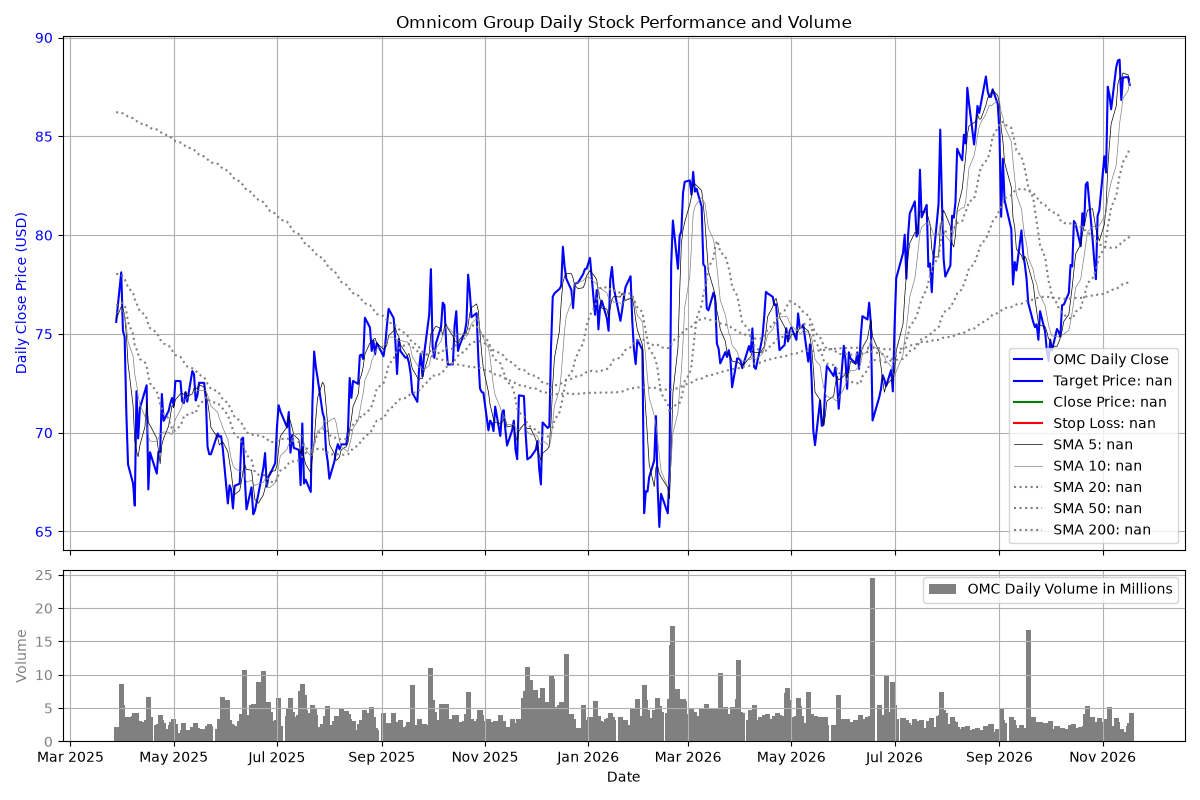 Omnicom Group Daily Stock Performance and Volume
Daily Close Price (USD)
90
85
80
75
70
65
OMC Daily Close
Target Price: nan
Close Price: nan
Stop Loss: nan
SMA 5: nan
SMA 10: nan
SMA 20: nan
SMA 50: nan
SMA 200: nan
Volume
25
20
15
10
5
0
OMC Daily Volume in Millions
Mar 2025 May 2025 Jul 2025 Sep 2025 Nov 2025 Jan 2026 Mar 2026 May 2026 Jul 2026 Sep 2026 Nov 2026
Date